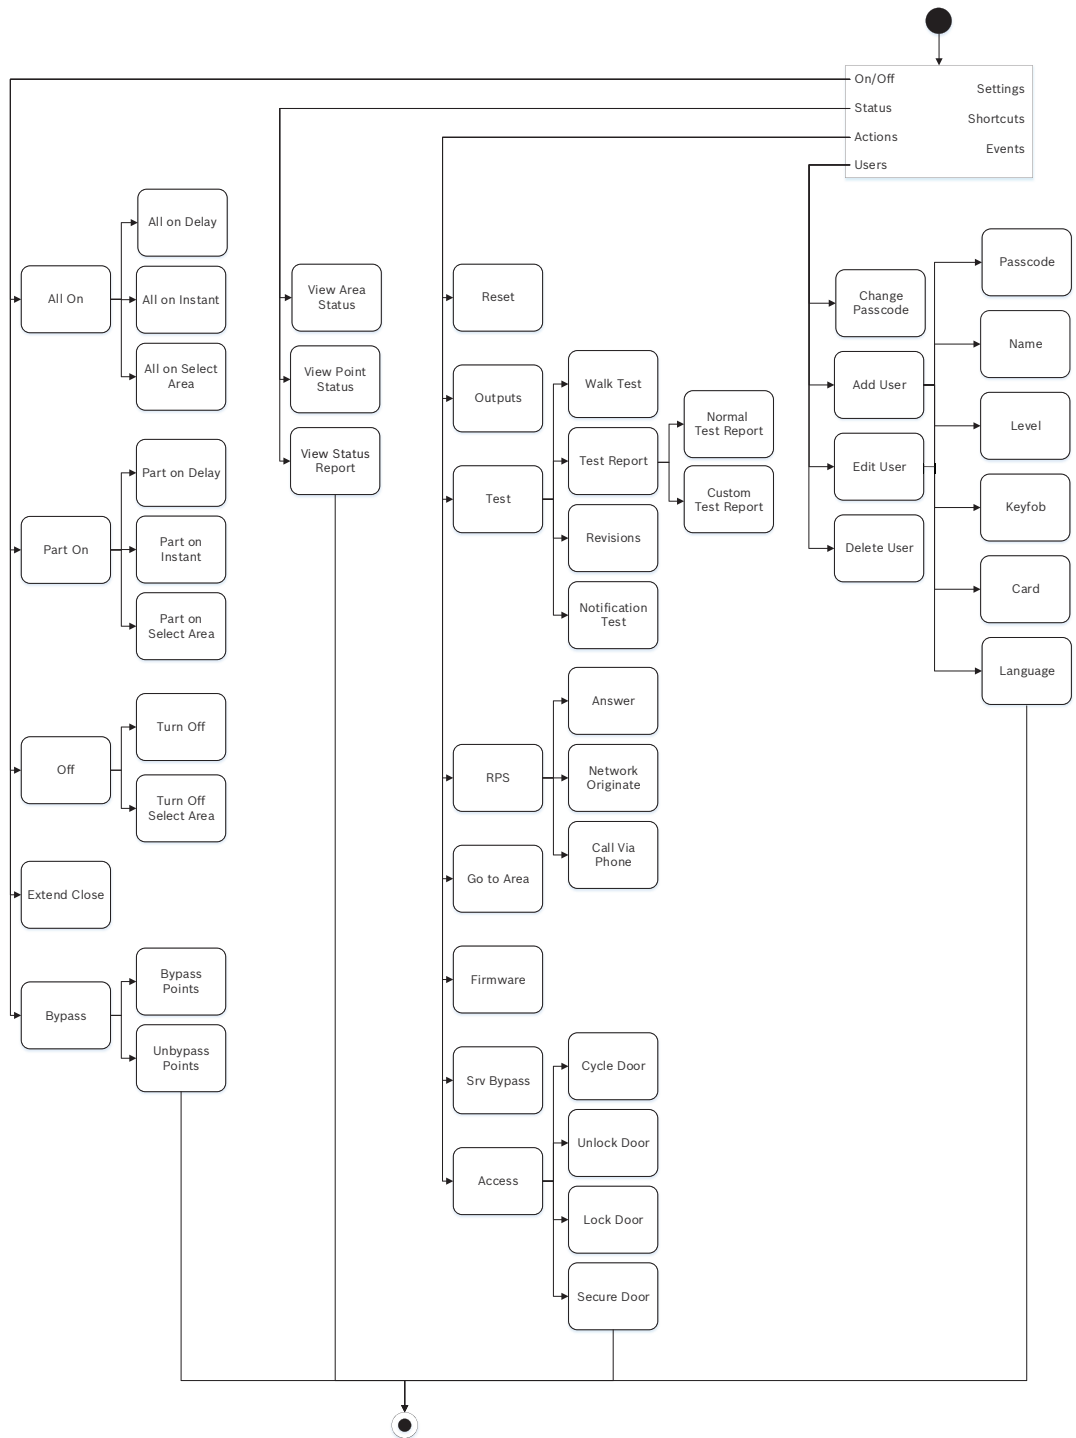 On/Off
Status
Actions
Users
Settings
Shortcuts
Events
All On
All on Delay
All on Instant
All on Select
Area
Part On
Part on Delay
Part on
Instant
Part on
Select Area
Off
Turn Off
Turn Off
Select Area
Extend Close
Bypass
Bypass
Points
Unbypass
Points
View Area
Status
View Point
Status
View Status
Report
Reset
Outputs
Test
Walk Test
Test Report
Normal
Test Report
Custom
Test Report
Revisions
Notification
Test
RPS
Answer
Network
Originate
Call Via
Phone
Go to Area
Firmware
Srv Bypass
Access
Cycle Door
Unlock Door
Lock Door
Secure Door
Change
Passcode
Add User
Edit User
Delete User
Passcode
Name
Level
Keyfob
Card
Language